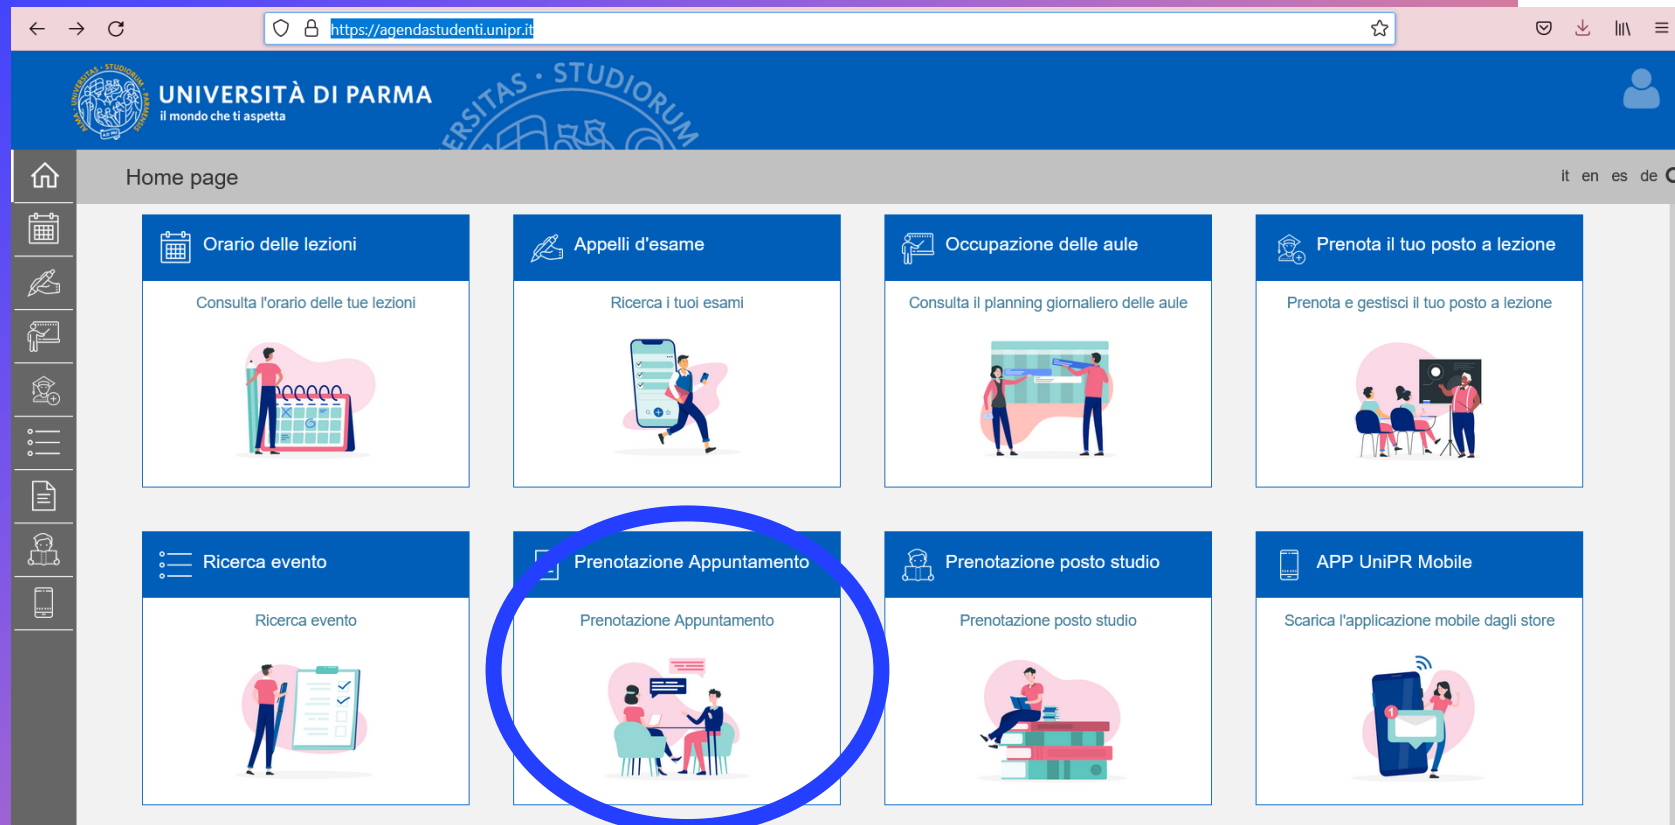 https://agendastudenti.unipr.it
UNIVERSITÀ DI PARMA
il mondo che ti aspetta
Home page
it en es de
Orario delle lezioni
Consulta l'orario delle tue lezioni
Appelli d'esame
Ricerca i tuoi esami
Occupazione delle aule
Consulta il planning giornaliero delle aule
Prenota il tuo posto a lezione
Prenota e gestisci il tuo posto a lezione
Ricerca evento
Ricerca evento
Prenotazione Appuntamento
Prenotazione Appuntamento
Prenotazione posto studio
Prenotazione posto studio
APP UniPR Mobile
Scarica l'applicazione mobile dagli store
1